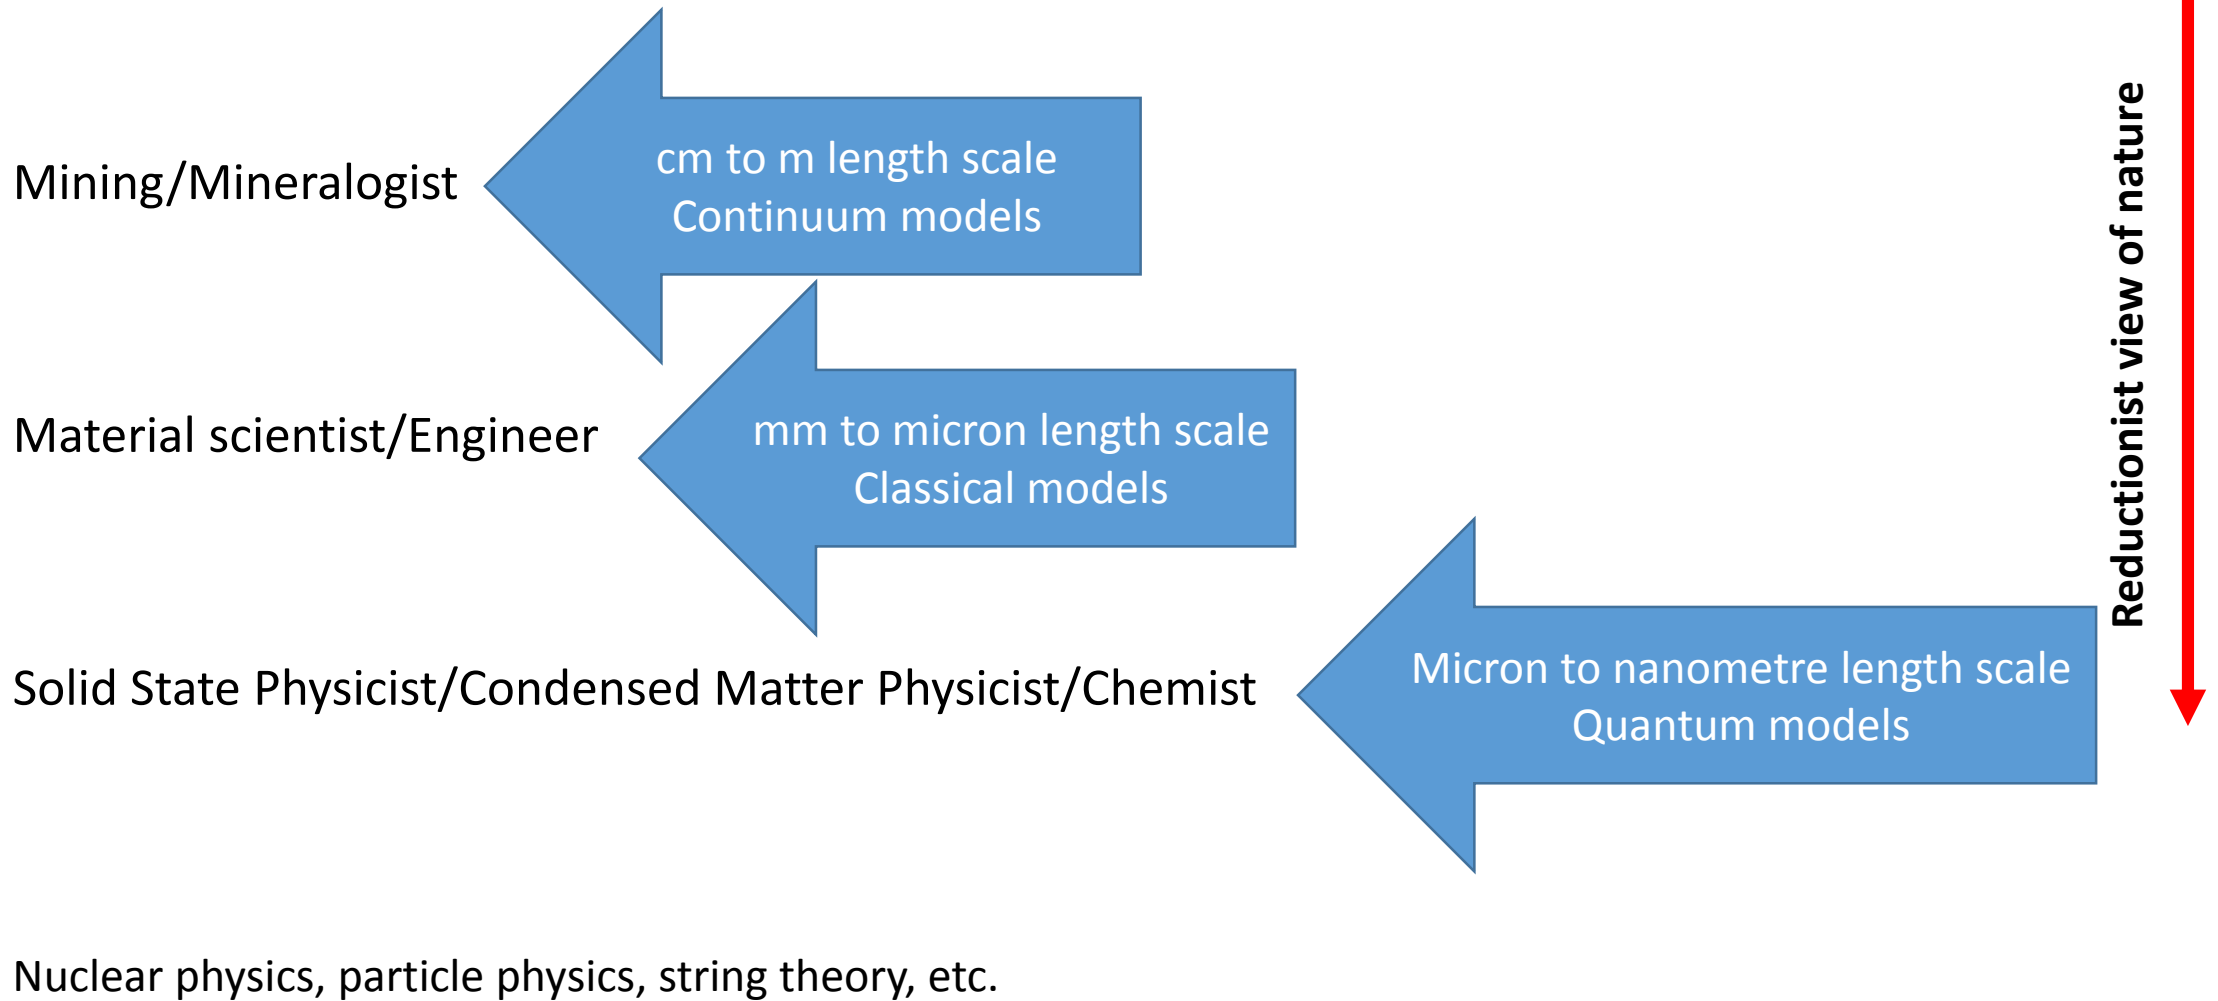 Mining/Mineralogist
cm to m length scale
Continuum models
Material scientist/Engineer
mm to micron length scale
Classical models
Solid State Physicist/Condensed Matter Physicist/Chemist
Micron to nanometre length scale
Quantum models
Reductionist view of nature
Nuclear physics, particle physics, string theory, etc.